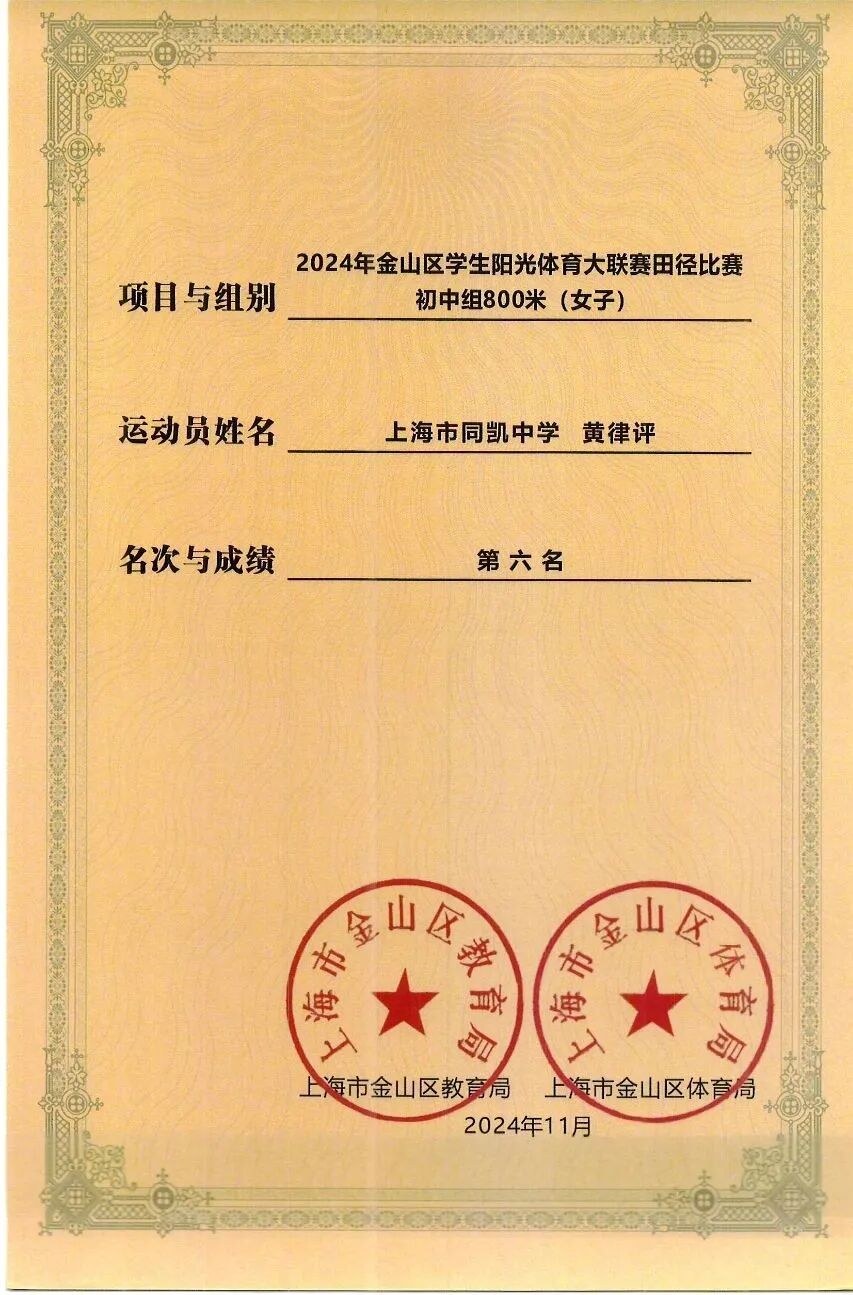 2024年金山区学生阳光体育大联赛田径比赛
项目与组别 初中组800米（女子）
运动员姓名 上海市同凯中学 黄律评
名次与成绩 第六名
上海市金山区教育局 上海市金山区体育局
上海市金山区教育局 上海市金山区体育局
2024年11月